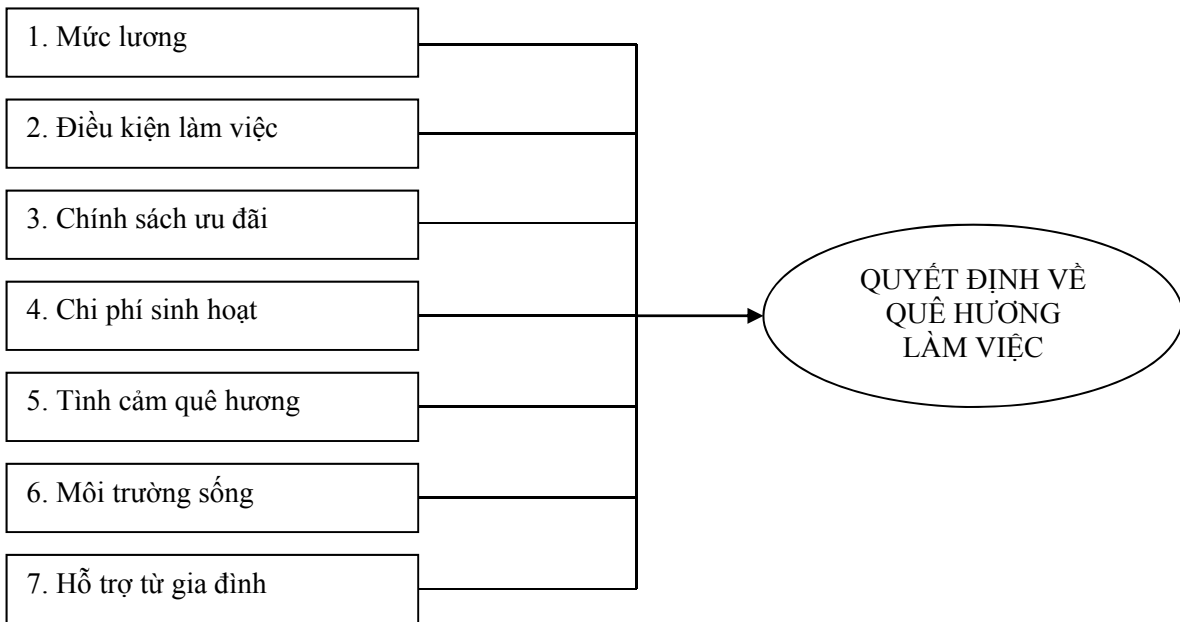 1. Mức lương
2. Điều kiện làm việc
3. Chính sách ưu đãi
4. Chi phí sinh hoạt
5. Tình cảm quê hương
6. Môi trường sống
7. Hỗ trợ từ gia đình
QUYẾT ĐỊNH VỀ
QUÊ HƯƠNG
LÀM VIỆC